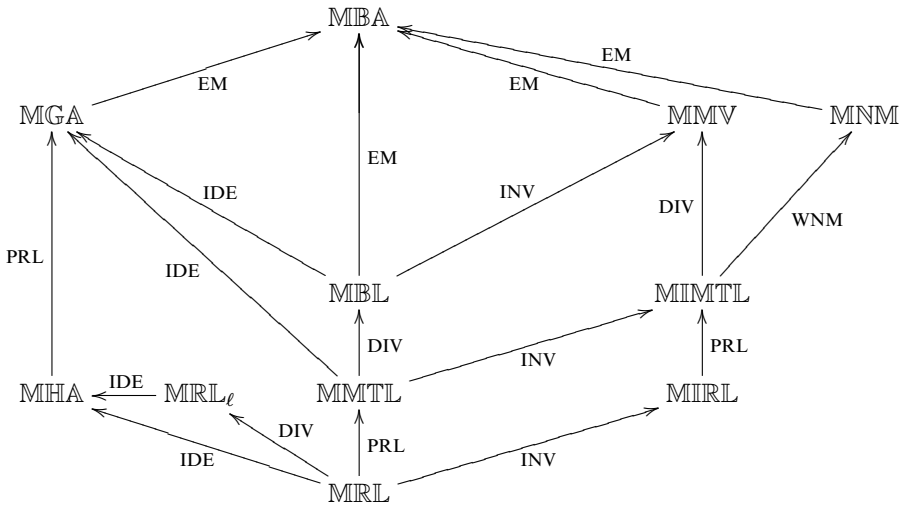 𝕄𝔹𝔸
EM
EM
EM
𝕄𝔾𝔸
𝕄𝕄𝕍
𝕄ℕ𝕄
EM
IDE
INV
DIV
WNM
PRL
IDE
𝕄𝔹𝕃
𝕄𝕀𝕄𝕋𝕃
DIV
INV
PRL
𝕄ℍ𝔸
IDE
𝕄ℝ𝕃ℓ
𝕄𝕄𝕋𝕃
𝕄𝕀ℝ𝕃
DIV
PRL
IDE
INV
𝕄ℝ𝕃